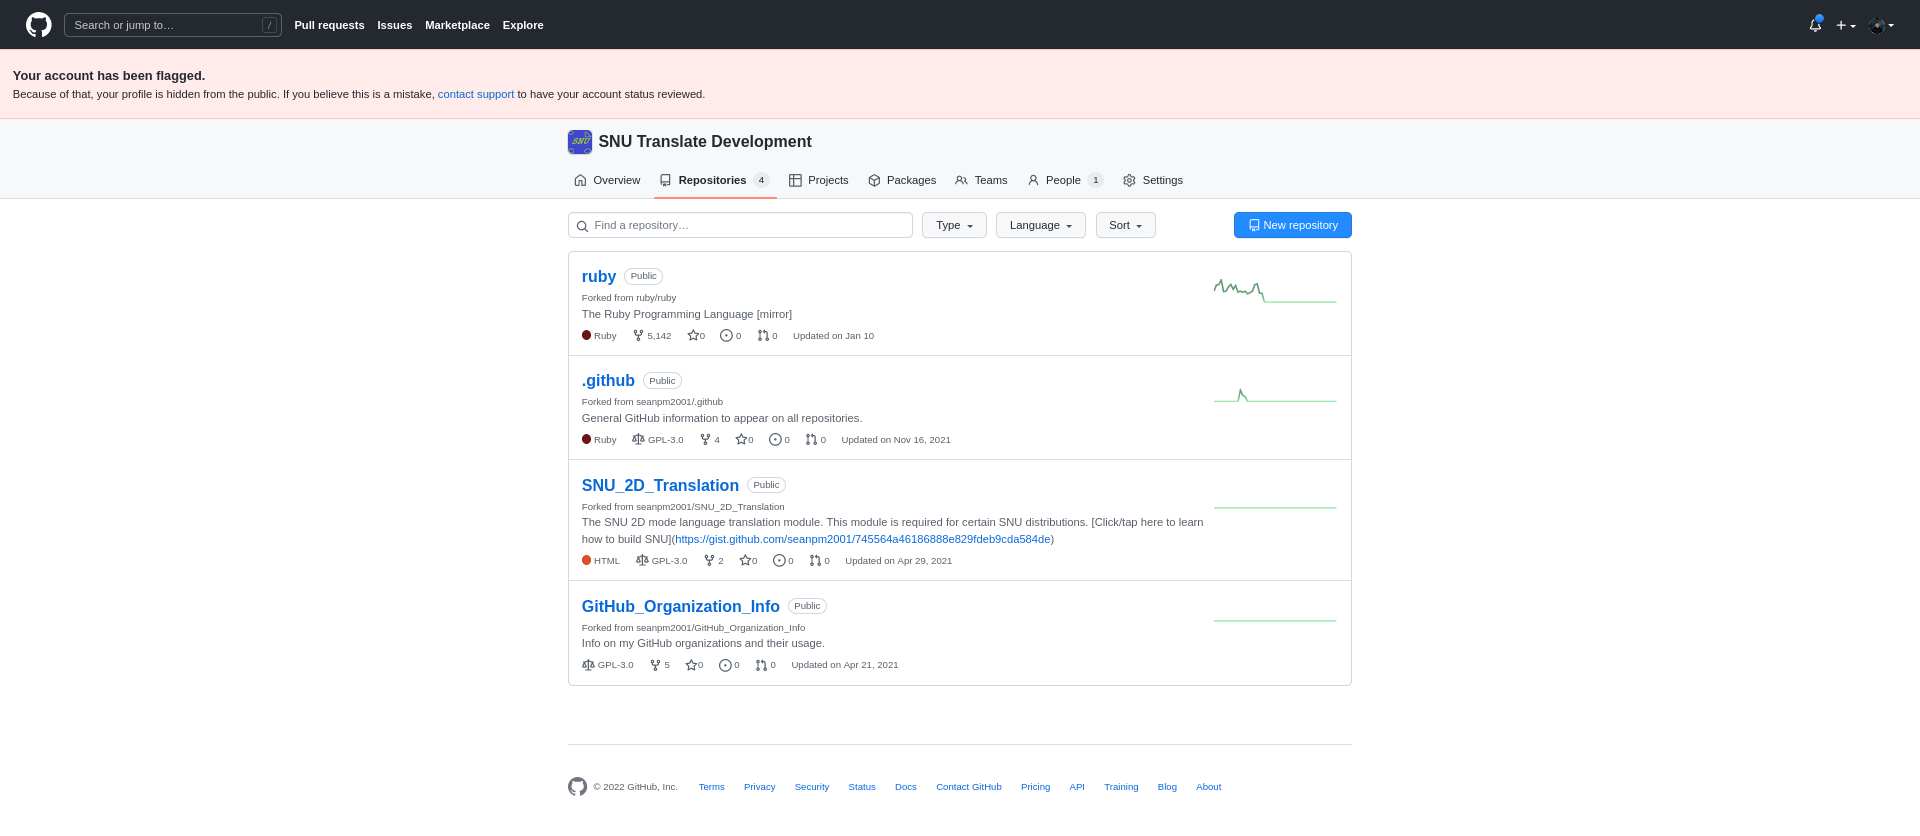 Search or jump to… /
Pull requests Issues Marketplace Explore
Your account has been flagged.
Because of that, your profile is hidden from the public. If you believe this is a mistake, contact support to have your account status reviewed.
SNU SNU Translate Development
Overview Repositories 4 Projects Packages Teams People 1 Settings
Find a repository… Type Language Sort New repository
ruby Public
Forked from ruby/ruby
The Ruby Programming Language [mirror]
Ruby 5,142 0 0 0 Updated on Jan 10
.github Public
Forked from seanpm2001/.github
General GitHub information to appear on all repositories.
Ruby GPL-3.0 4 0 0 0 Updated on Nov 16, 2021
SNU_2D_Translation Public
Forked from seanpm2001/SNU_2D_Translation
The SNU 2D mode language translation module. This module is required for certain SNU distributions. [Click/tap here to learn
how to build SNU](https://gist.github.com/seanpm2001/745564a46186888e829fdeb9cda584de)
HTML GPL-3.0 2 0 0 0 Updated on Apr 29, 2021
GitHub_Organization_Info Public
Forked from seanpm2001/GitHub_Organization_Info
Info on my GitHub organizations and their usage.
GPL-3.0 5 0 0 0 Updated on Apr 21, 2021
© 2022 GitHub, Inc. Terms Privacy Security Status Docs Contact GitHub Pricing API Training Blog About